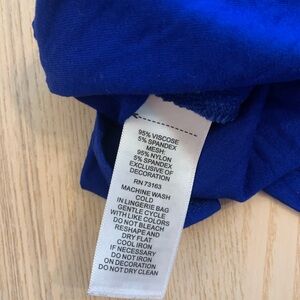 95% VISCOSE
5% SPANDEX
MESH:
95% NYLON
5% SPANDEX
EXCLUSIVE OF
DECORATION
RN 73163
MACHINE WASH
COLD
IN LINGERIE BAG
GENTLE CYCLE
WITH LIKE COLORS
DO NOT BLEACH
RESHAPE AND
DRY FLAT
COOL IRON
IF NECESSARY
DO NOT IRON
ON DECORATION
DO NOT DRY CLEAN